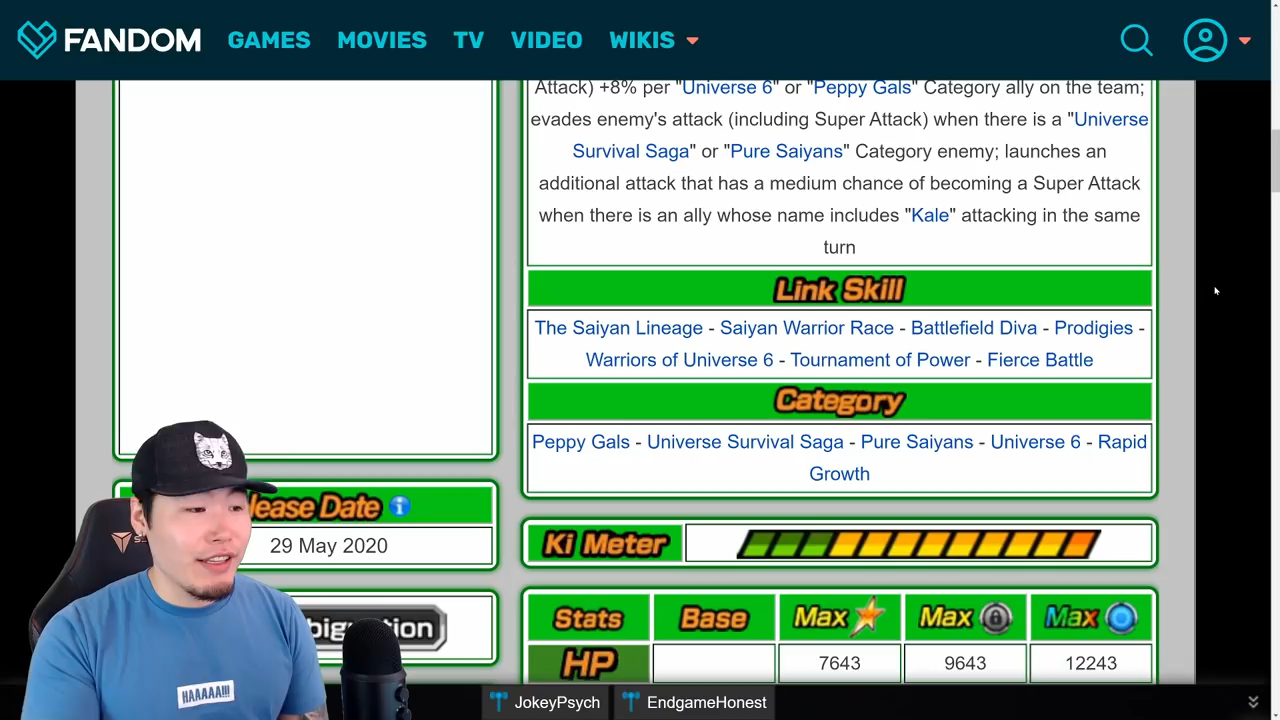 FANDOM GAMES MOVIES TV VIDEO WIKIS
Attack) +8% per "Universe 6" or "Peppy Gals" Category ally on the team;
evades enemy's attack (including Super Attack) when there is a "Universe
Survival Saga" or "Pure Saiyans" Category enemy; launches an
additional attack that has a medium chance of becoming a Super Attack
when there is an ally whose name includes "Kale" attacking in the same
turn
Link Skill
The Saiyan Lineage - Saiyan Warrior Race - Battlefield Diva - Prodigies -
Warriors of Universe 6 - Tournament of Power - Fierce Battle
Category
Peppy Gals - Universe Survival Saga - Pure Saiyans - Universe 6 - Rapid
Growth
lease Date
29 May 2020
Ki Meter
Stats Base Max Max Max
HP 7643 9643 12243
HAAAAA!!!
JokeyPsych EndgameHonest